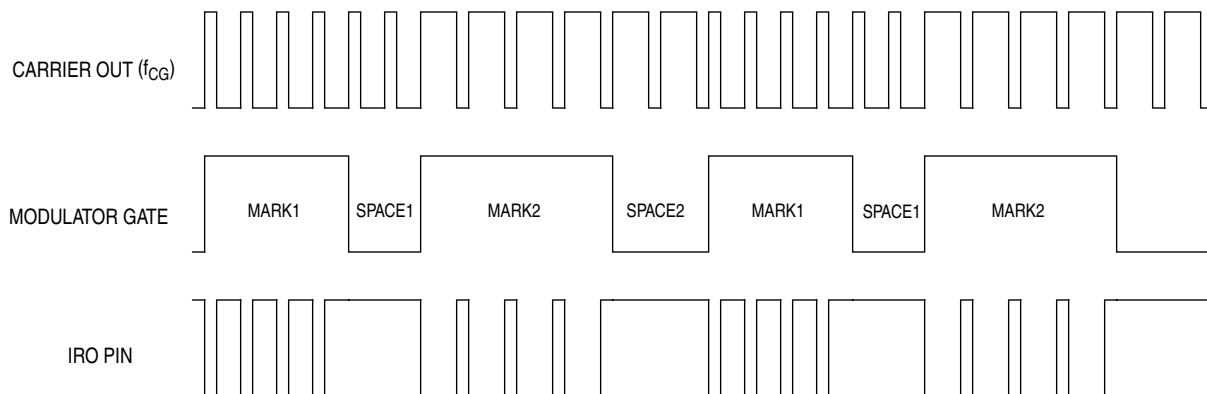 CARRIER OUT (fCG)
MODULATOR GATE
MARK1 SPACE1 MARK2 SPACE2 MARK1 SPACE1 MARK2
IRO PIN